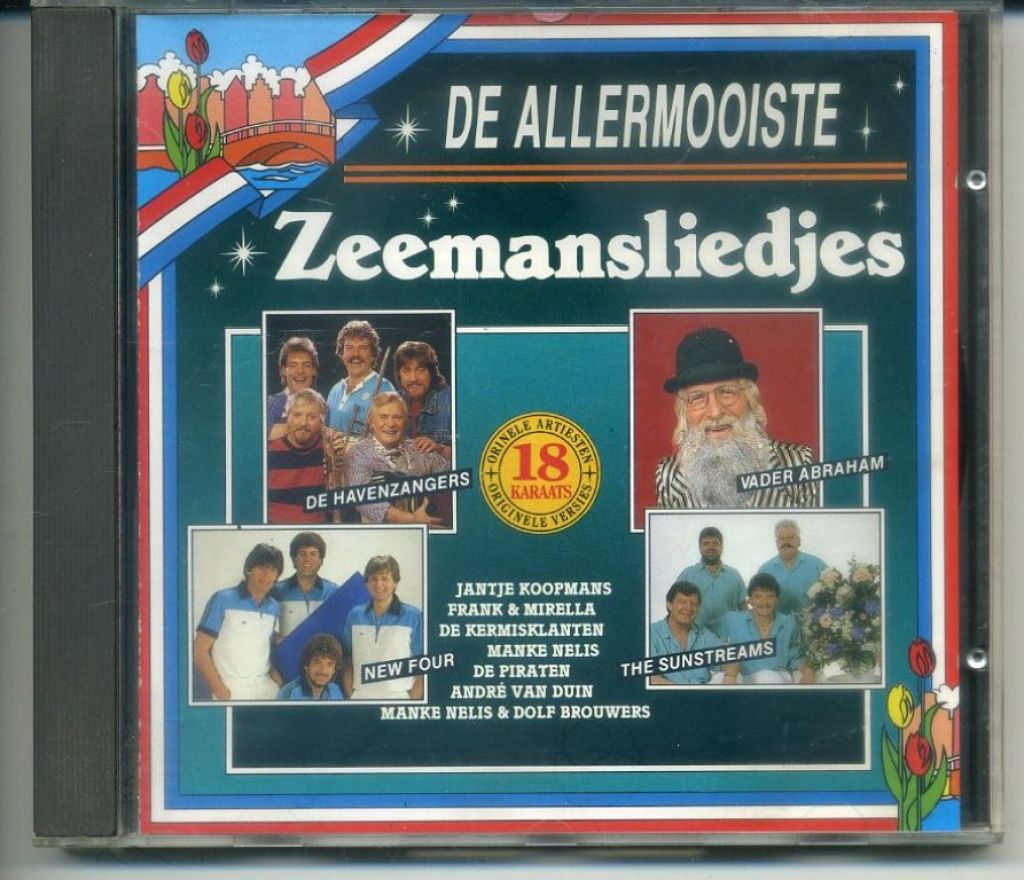 DE ALLERMOOISTE
Zeemansliedjes
DE HAVENZANGERS
VADER ABRAHAM
ORINELE ARTIESTEN
18
KARAATS
ORIGINELE VERSIES
NEW FOUR
THE SUNSTREAMS
JANTJE KOOPMANS
FRANK & MIRELLA
DE KERMISKLANTEN
MANKE NELIS
DE PIRATEN
ANDRÉ VAN DUIN
MANKE NELIS & DOLF BROUWERS